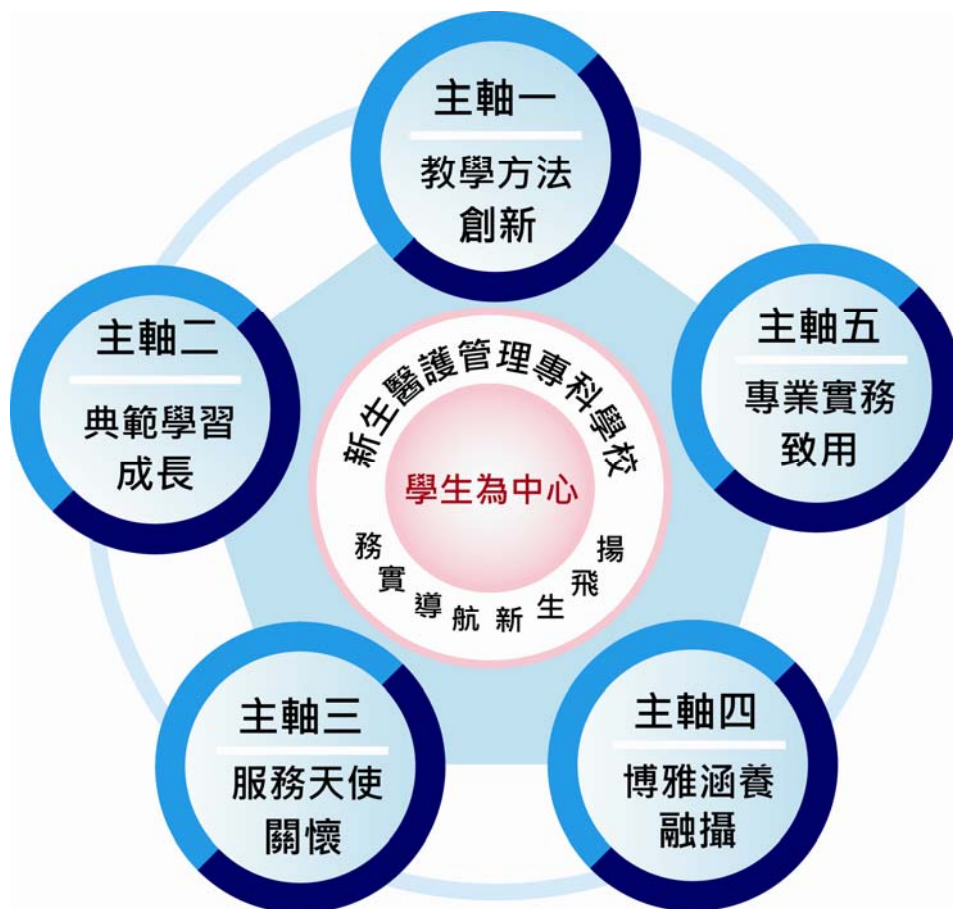 主軸一
教學方法
創新
主軸二
典範學習
成長
主軸三
服務天使
關懷
主軸四
博雅涵養
融攝
主軸五
專業實務
致用
新生醫護管理專科學校
學生為中心
務實導航新生飛揚